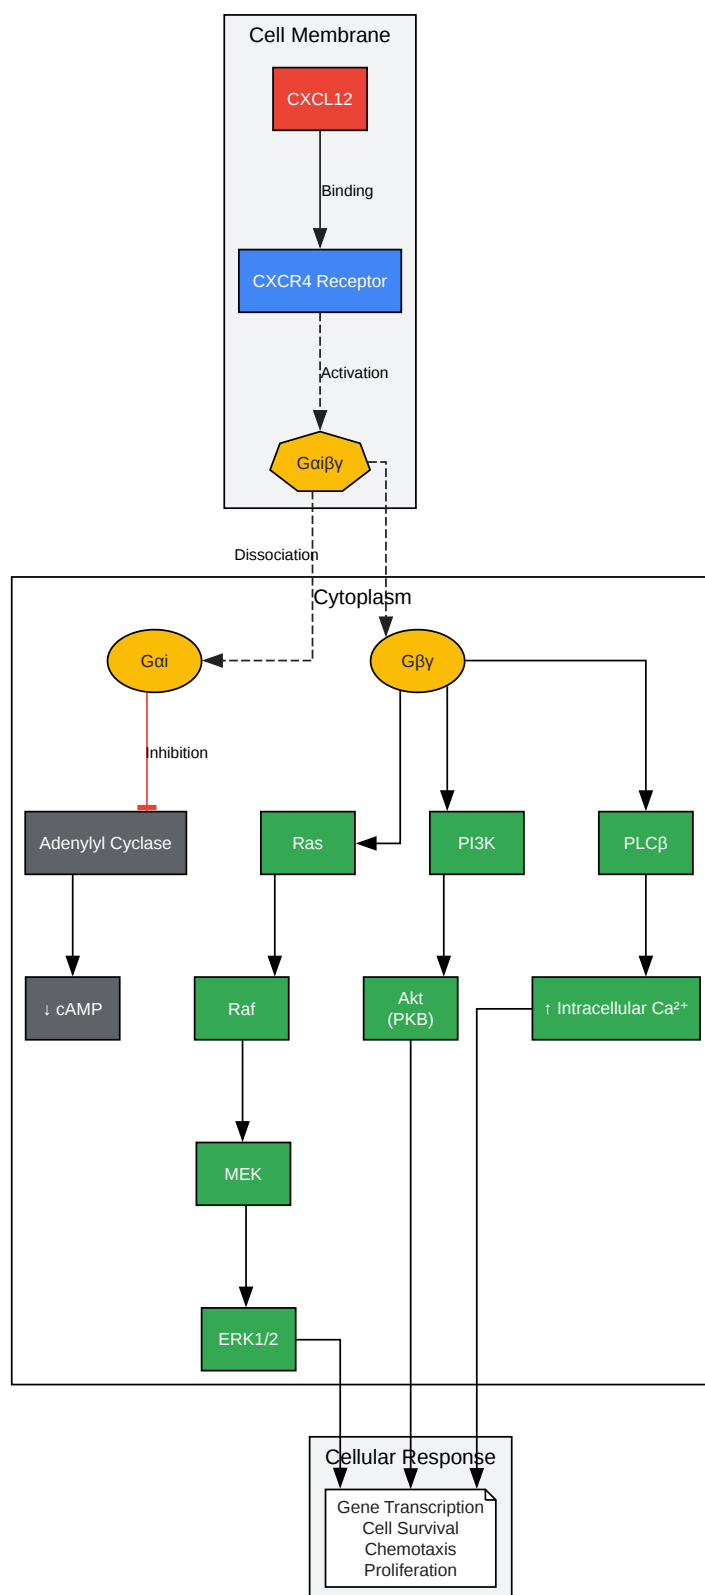 Cell Membrane
CXCL12
Binding
CXCR4 Receptor
Activation
Gαiβγ
Dissociation
Cytoplasm
Gαi
Gβγ
Inhibition
Adenylyl Cyclase
Ras
PI3K
PLCβ
↓ cAMP
Raf
Akt
(PKB)
↑ Intracellular Ca²⁺
MEK
ERK1/2
Cellular Response
Gene Transcription
Cell Survival
Chemotaxis
Proliferation